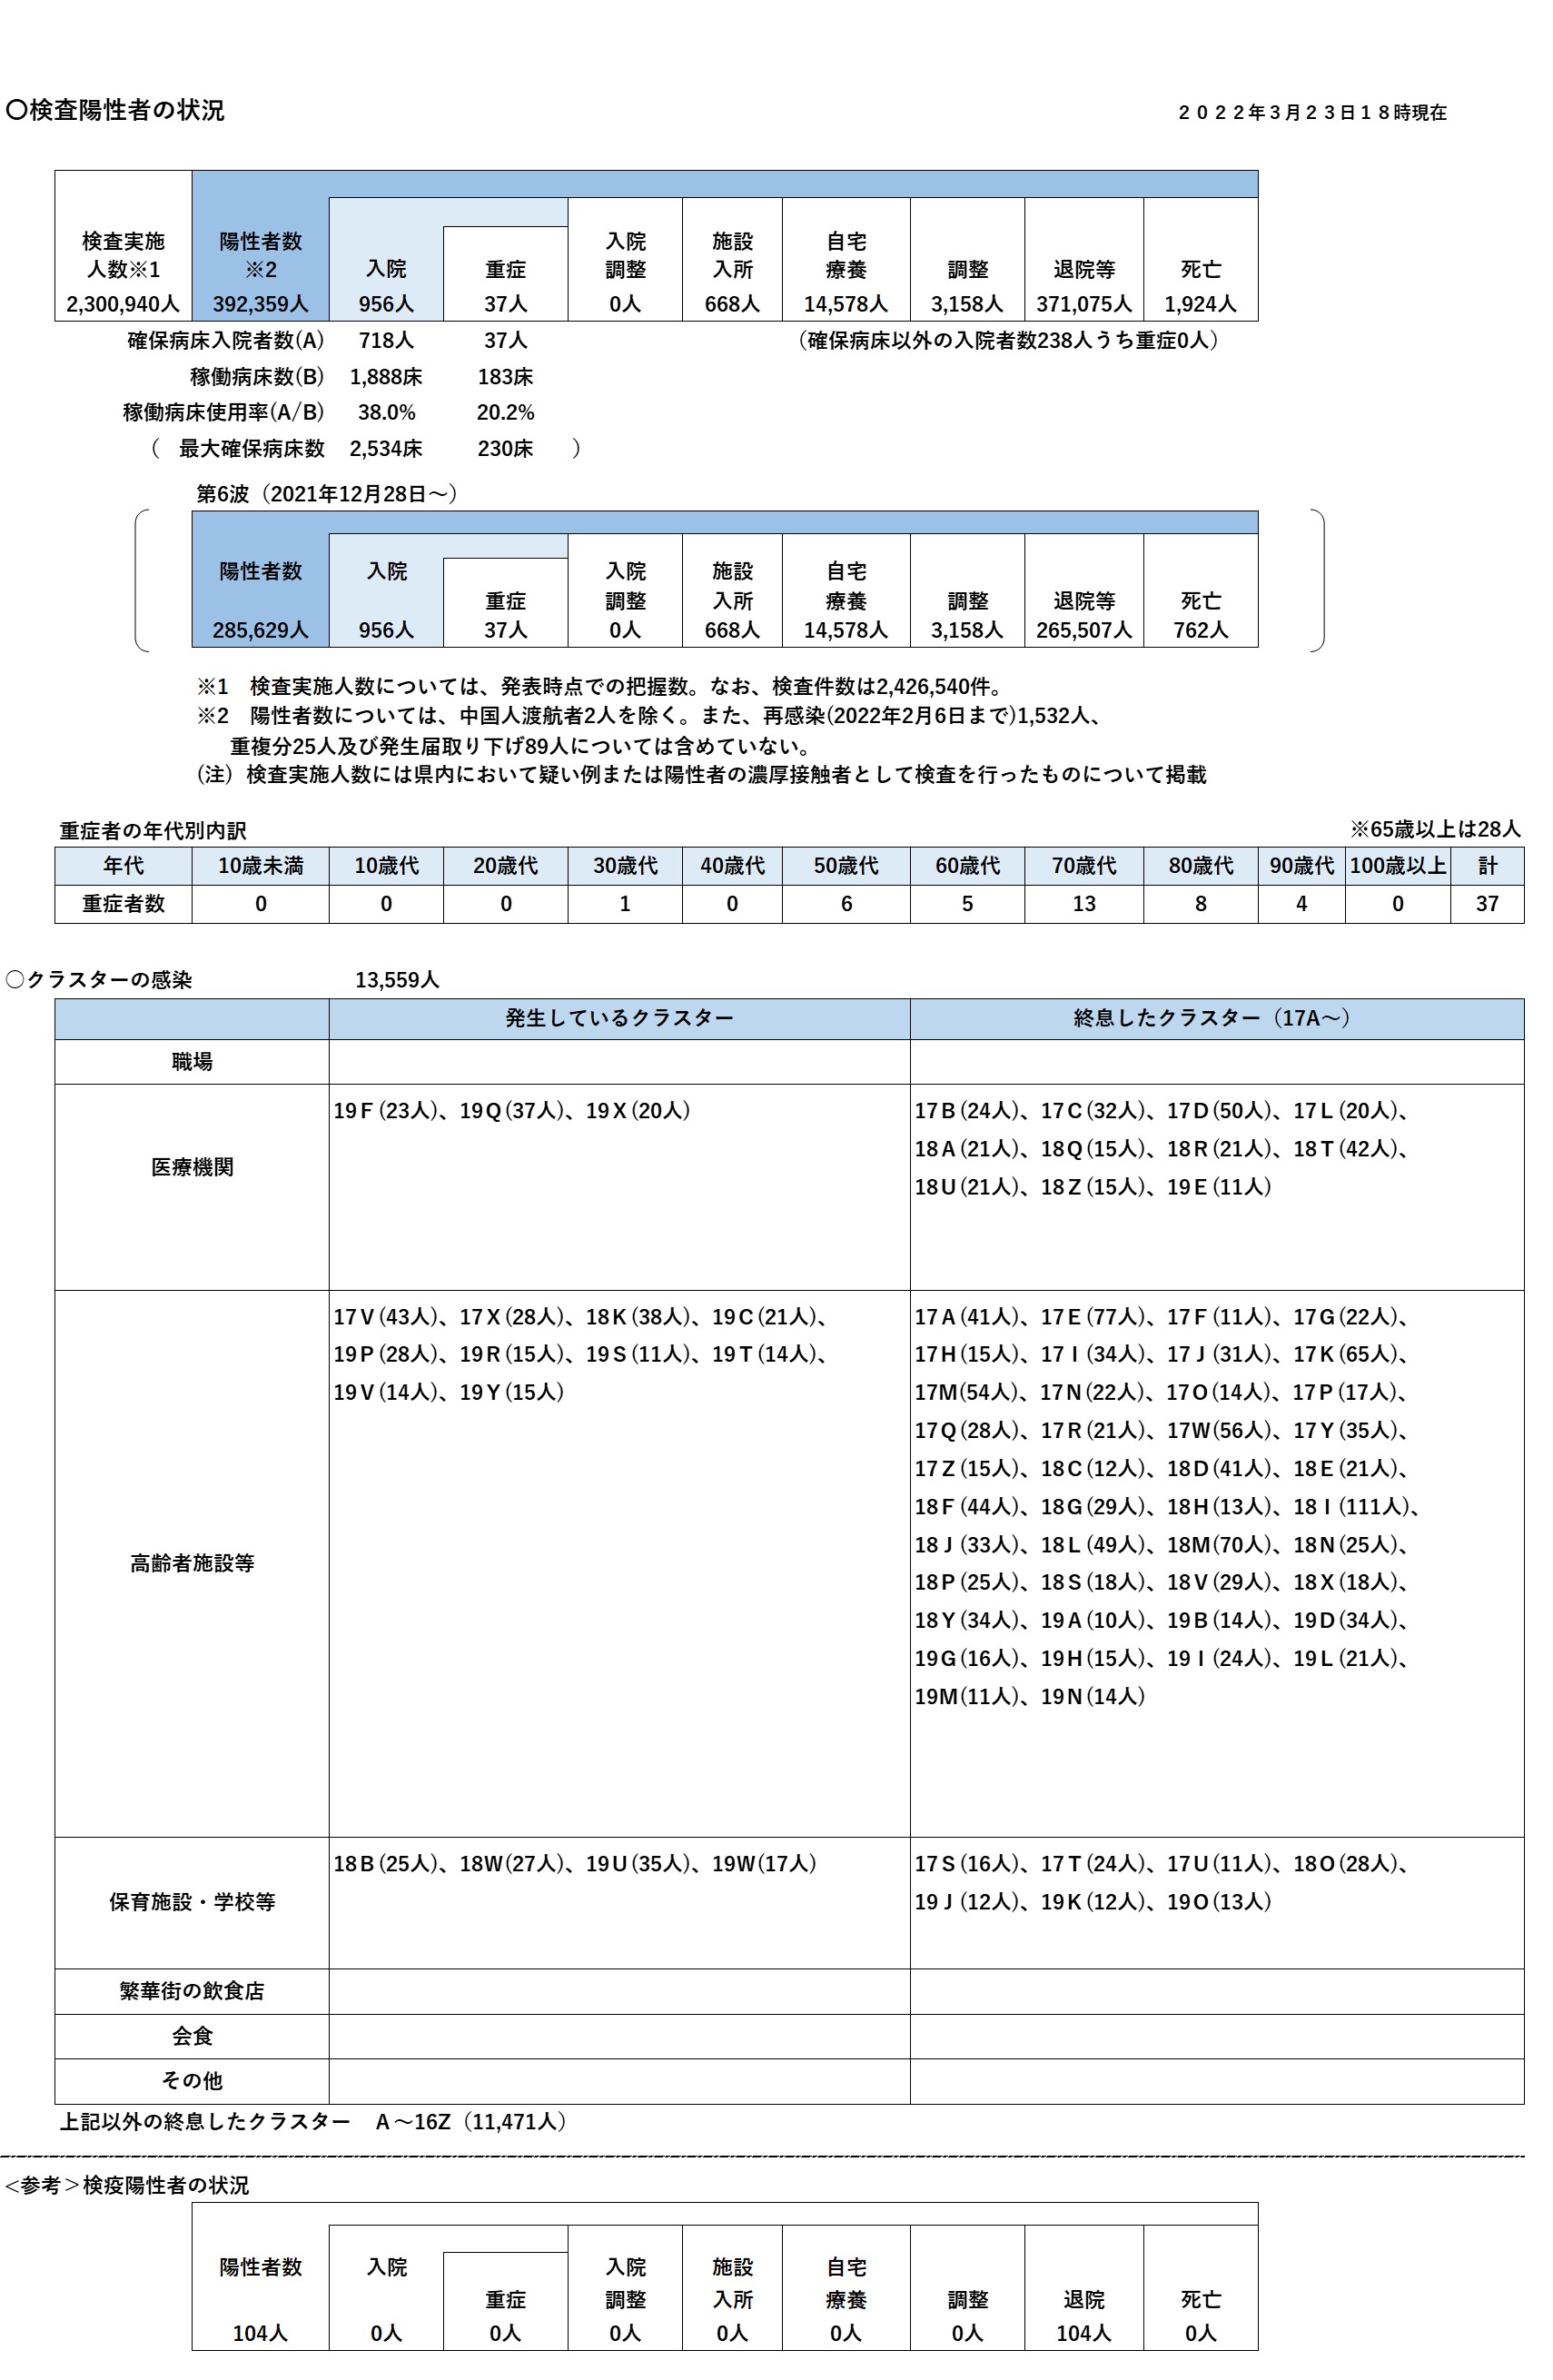 〇検査陽性者の状況
２０２２年３月２３日１８時現在
検査実施 陽性者数 入院 施設 自宅
人数※1 ※2 入院 重症 調整 入所 療養 調整 退院等 死亡
2,300,940人 392,359人 956人 37人 0人 668人 14,578人 3,158人 371,075人 1,924人
確保病床入院者数(A) 718人 37人 （確保病床以外の入院者数238人うち重症0人）
稼働病床数(B) 1,888床 183床
稼働病床使用率(A/B) 38.0% 20.2%
（ 最大確保病床数 2,534床 230床 ）
第6波（2021年12月28日～）
陽性者数 入院 入院 施設 自宅
重症 調整 入所 療養 調整 退院等 死亡
285,629人 956人 37人 0人 668人 14,578人 3,158人 265,507人 762人
※1　検査実施人数については、発表時点での把握数。なお、検査件数は2,426,540件。
※2　陽性者数については、中国人渡航者2人を除く。また、再感染(2022年2月6日まで)1,532人、
重複分25人及び発生届取り下げ89人については含めていない。
(注）検査実施人数には県内において疑い例または陽性者の濃厚接触者として検査を行ったものについて掲載
重症者の年代別内訳 ※65歳以上は28人
年代 10歳未満 10歳代 20歳代 30歳代 40歳代 50歳代 60歳代 70歳代 80歳代 90歳代 100歳以上 計
重症者数 0 0 0 1 0 6 5 13 8 4 0 37
○クラスターの感染 13,559人
発生しているクラスター 終息したクラスター（17A～）
職場
医療機関
19Ｆ(23人)、19Ｑ(37人)、19Ｘ(20人)
17Ｂ(24人)、17Ｃ(32人)、17Ｄ(50人)、17Ｌ(20人)、
18Ａ(21人)、18Ｑ(15人)、18Ｒ(21人)、18Ｔ(42人)、
18Ｕ(21人)、18Ｚ(15人)、19Ｅ(11人)
高齢者施設等
17Ｖ(43人)、17Ｘ(28人)、18Ｋ(38人)、19Ｃ(21人)、
19Ｐ(28人)、19Ｒ(15人)、19Ｓ(11人)、19Ｔ(14人)、
19Ｖ(14人)、19Ｙ(15人)
17Ａ(41人)、17Ｅ(77人)、17Ｆ(11人)、17Ｇ(22人)、
17Ｈ(15人)、17Ｉ(34人)、17Ｊ(31人)、17Ｋ(65人)、
17Ｍ(54人)、17Ｎ(22人)、17Ｏ(14人)、17Ｐ(17人)、
17Ｑ(28人)、17Ｒ(21人)、17Ｗ(56人)、17Ｙ(35人)、
17Ｚ(15人)、18Ｃ(12人)、18Ｄ(41人)、18Ｅ(21人)、
18Ｆ(44人)、18Ｇ(29人)、18Ｈ(13人)、18Ｉ(111人)、
18Ｊ(33人)、18Ｌ(49人)、18Ｍ(70人)、18Ｎ(25人)、
18Ｐ(25人)、18Ｓ(18人)、18Ｖ(29人)、18Ｘ(18人)、
18Ｙ(34人)、19Ａ(10人)、19Ｂ(14人)、19Ｄ(34人)、
19Ｇ(16人)、19Ｈ(15人)、19Ｉ(24人)、19Ｌ(21人)、
19Ｍ(11人)、19Ｎ(14人)
保育施設・学校等
18Ｂ(25人)、18Ｗ(27人)、19Ｕ(35人)、19Ｗ(17人)
17Ｓ(16人)、17Ｔ(24人)、17Ｕ(11人)、18Ｏ(28人)、
19Ｊ(12人)、19Ｋ(12人)、19Ｏ(13人)
繁華街の飲食店
会食
その他
上記以外の終息したクラスター　Ａ～16Z（11,471人）
<参考＞検疫陽性者の状況
陽性者数 入院 入院 施設 自宅
重症 調整 入所 療養 調整 退院 死亡
104人 0人 0人 0人 0人 0人 0人 104人 0人